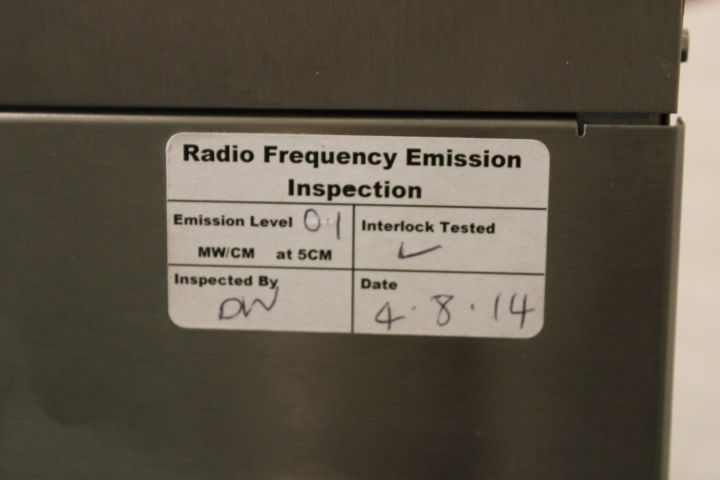 Radio Frequency Emission
Inspection
Emission Level 0.1
MW/CM at 5CM
Interlock Tested
✓
Inspected By
DW
Date
4.8.14